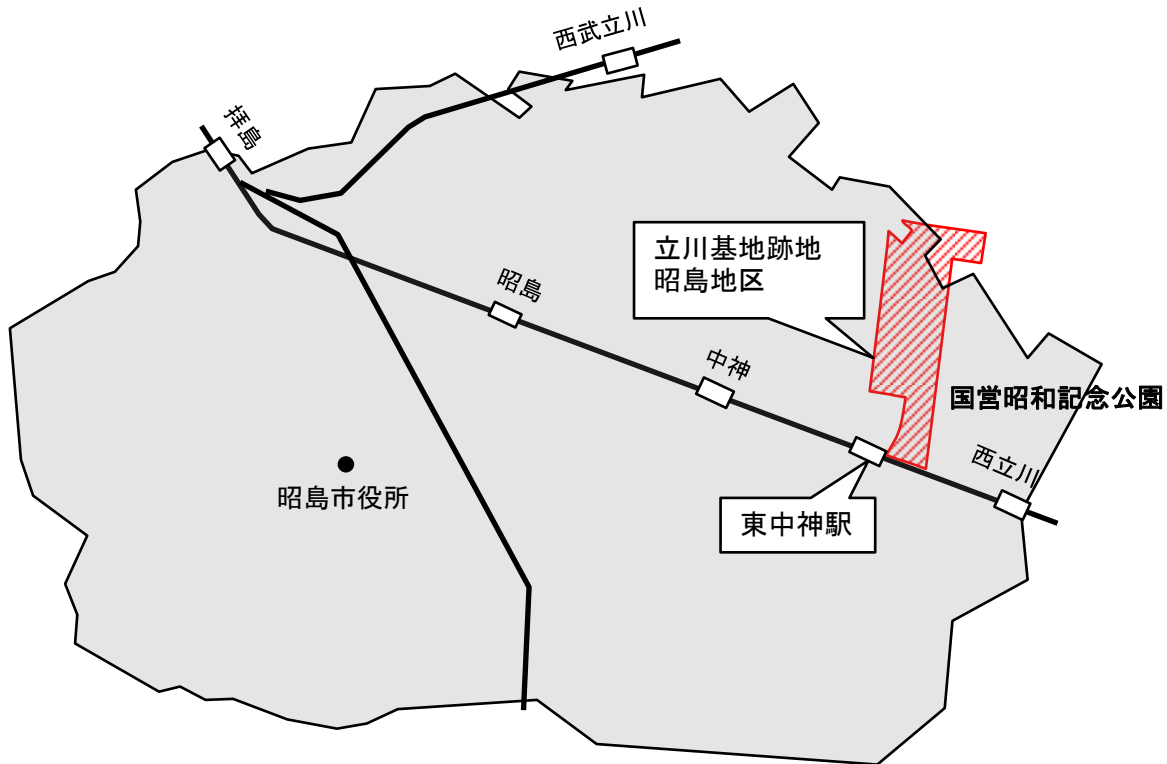 西武立川
拝島
立川基地跡地
昭島地区
昭島
中神
国営昭和記念公園
西立川
昭島市役所
東中神駅